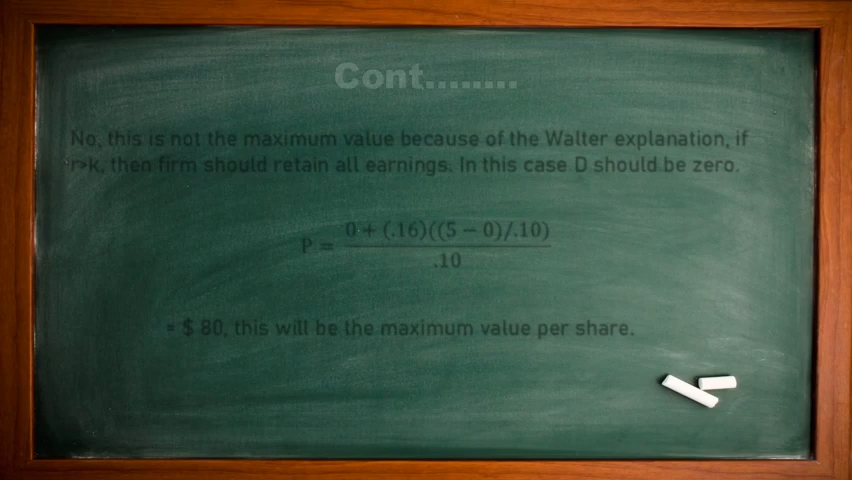 Cont........
No, this is not the maximum value because of the Walter explanation, if
r>k, then firm should retain all earnings. In this case D should be zero.
P = \frac{0 + (.16)((5 − 0)/.10)}{.10}
= $ 80, this will be the maximum value per share.